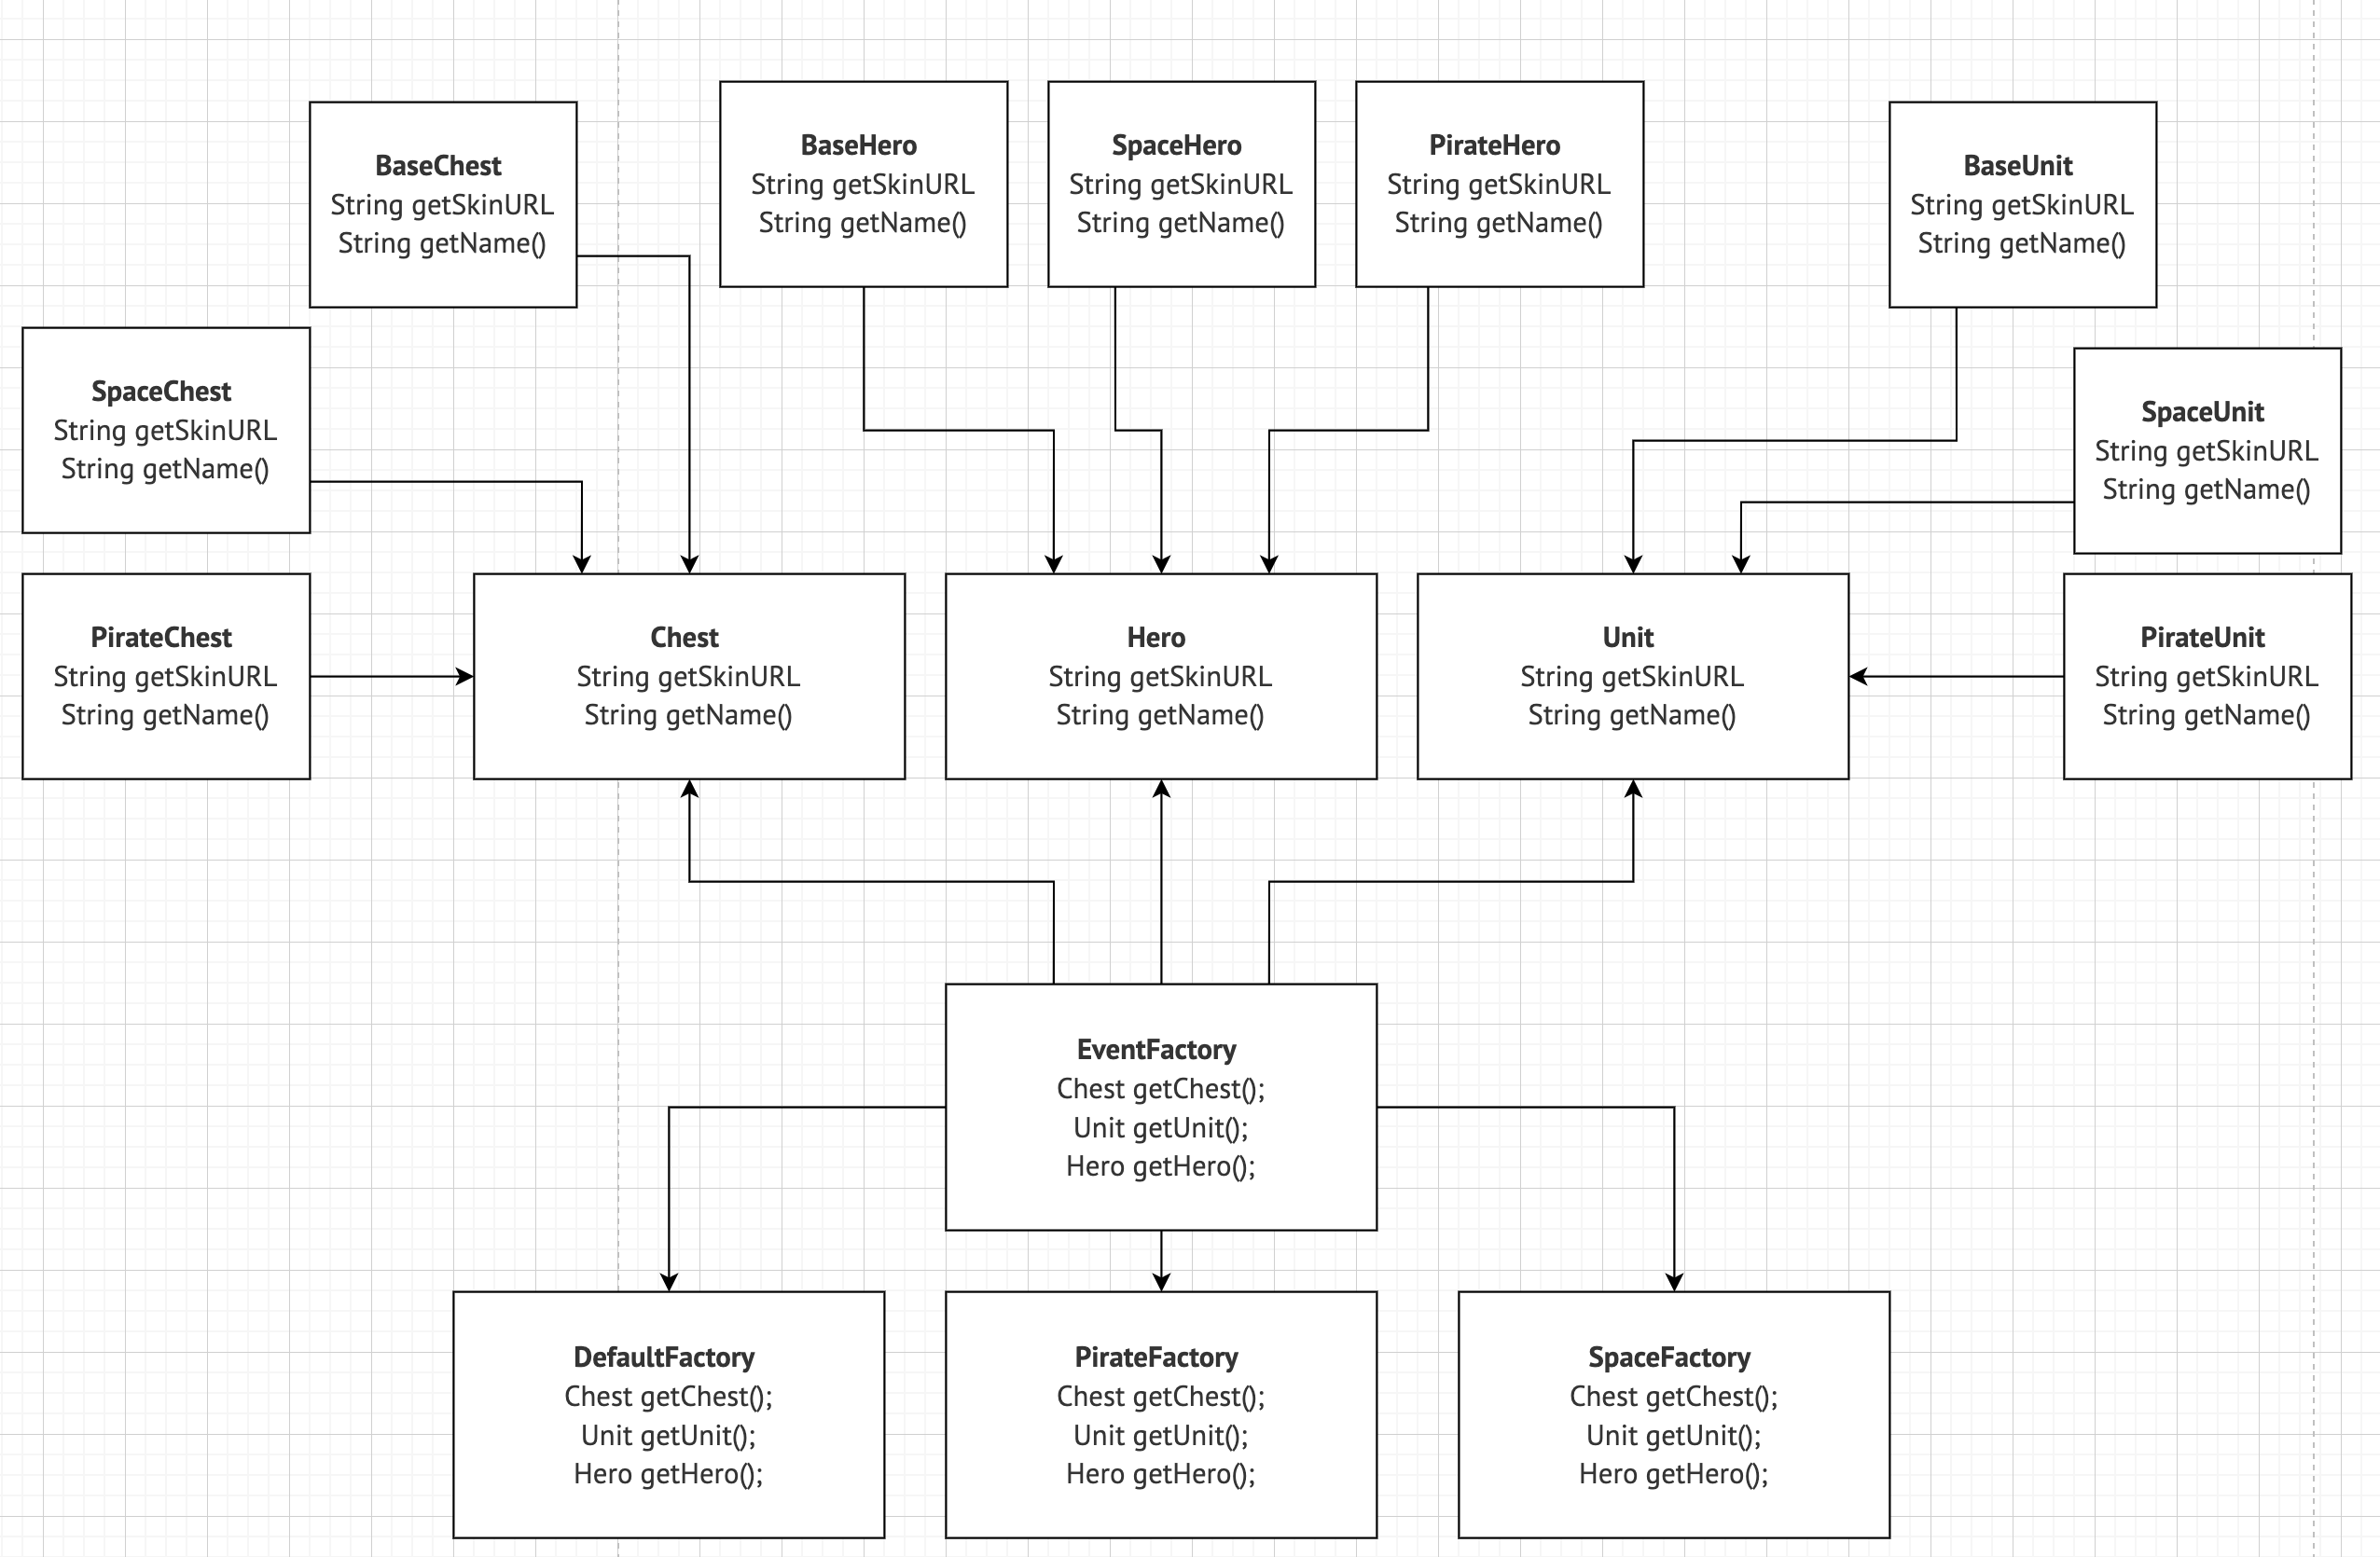 BaseHero
String getSkinURL
String getName()
SpaceHero
String getSkinURL
String getName()
PirateHero
String getSkinURL
String getName()
BaseChest
String getSkinURL
String getName()
BaseUnit
String getSkinURL
String getName()
SpaceChest
String getSkinURL
String getName()
SpaceUnit
String getSkinURL
String getName()
PirateChest
String getSkinURL
String getName()
Chest
String getSkinURL
String getName()
Hero
String getSkinURL
String getName()
Unit
String getSkinURL
String getName()
PirateUnit
String getSkinURL
String getName()
EventFactory
Chest getChest();
Unit getUnit();
Hero getHero();
DefaultFactory
Chest getChest();
Unit getUnit();
Hero getHero();
PirateFactory
Chest getChest();
Unit getUnit();
Hero getHero();
SpaceFactory
Chest getChest();
Unit getUnit();
Hero getHero();